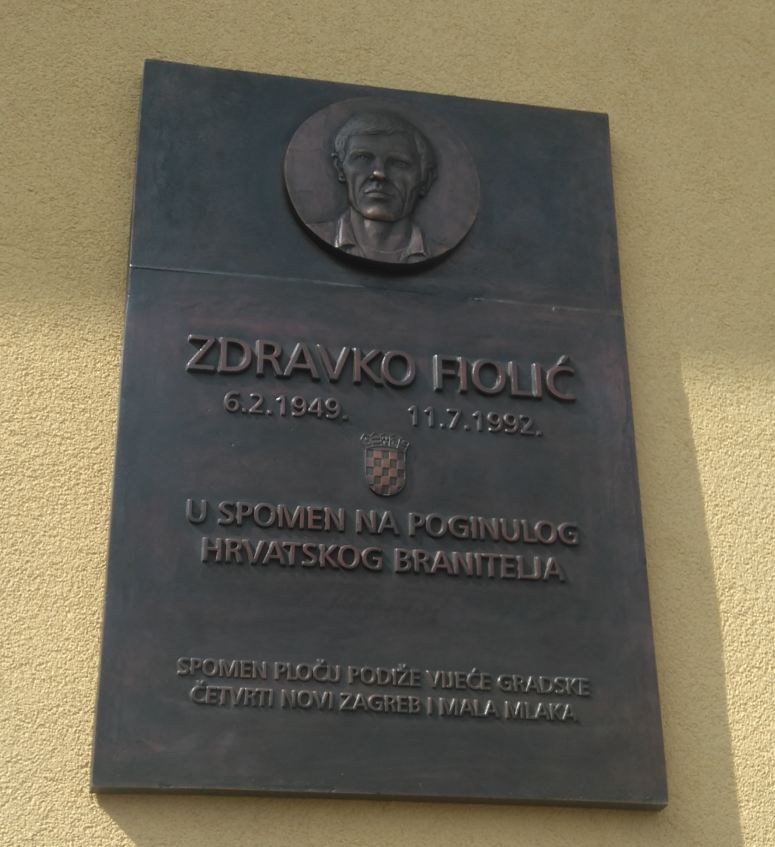 ZDRAVKO FIOLIĆ
6.2.1949. 11.7.1992.
U SPOMEN NA POGINULOG
HRVATSKOG BRANITELJA
SPOMEN PLOČU PODIŽE VIJEĆE GRADSKE
ČETVRTI NOVI ZAGREB I MALA MLAKA